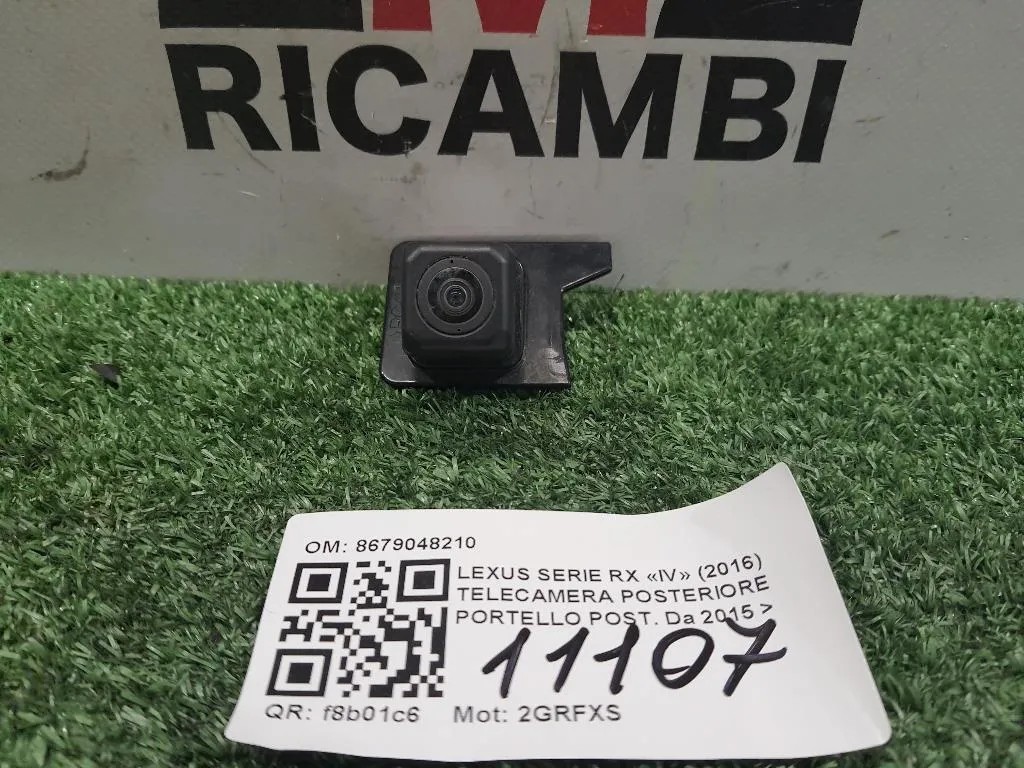 RICAMBI
OM: 8679048210
LEXUS SERIE RX «IV» (2016)
TELECAMERA POSTERIORE
PORTELLO POST. Da 2015 >
11107
QR: f8b01c6 Mot: 2GRFXS